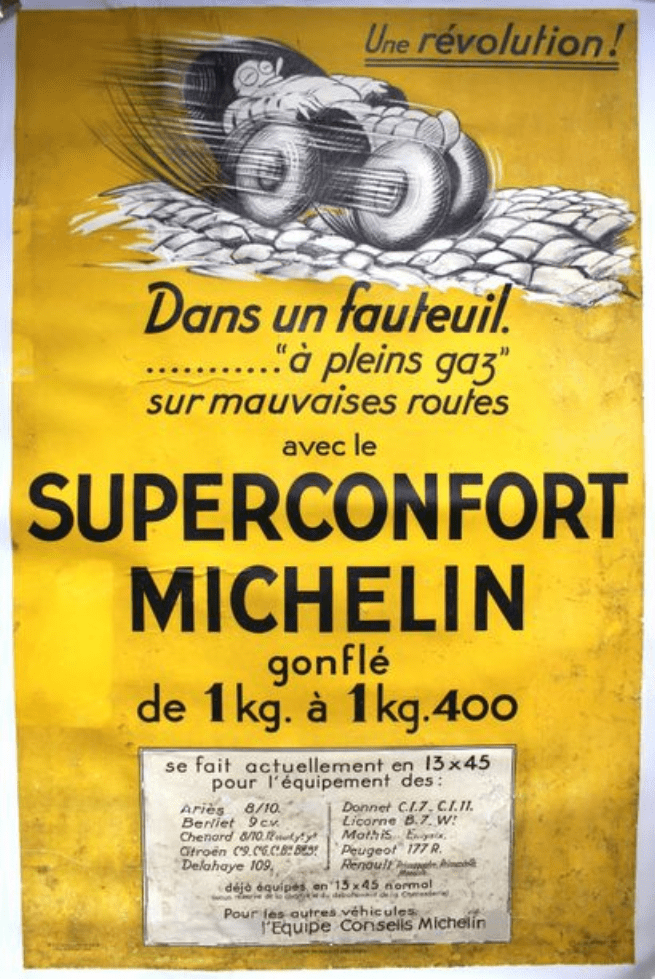 Une révolution!
Dans un fauteuil.
..........."à pleins gaz"
sur mauvaises routes
avec le
SUPERCONFORT
MICHELIN
gonflé
de 1kg. à 1kg.400
se fait actuellement en 13x45
pour l'équipement des:
Ariès 8/10.
Berliet 9 c.v.
Chenard 8/10.
Citroën
Delahaye 109.
Donnet C.I.7. C.I.11.
Licorne B.7.
Mathis
Peugeot 177 R.
Renault
déjà équipés en 13x45 normal
Pour les autres véhicules:
l'Equipe Conseils Michelin